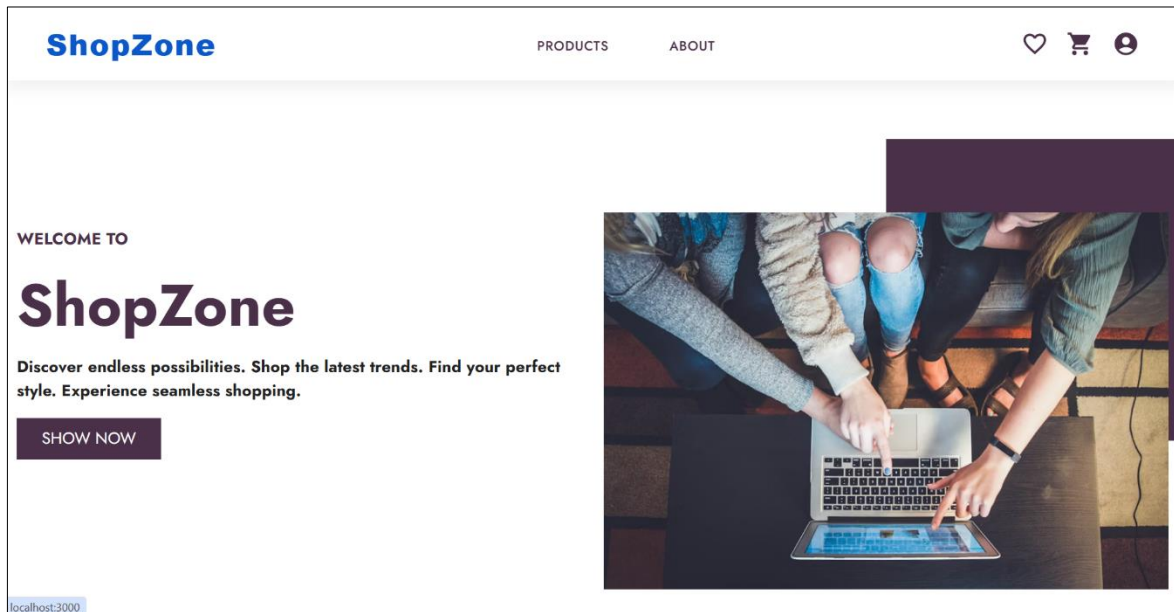 ShopZone
PRODUCTS
ABOUT
WELCOME TO
ShopZone
Discover endless possibilities. Shop the latest trends. Find your perfect
style. Experience seamless shopping.
SHOW NOW
localhost:3000